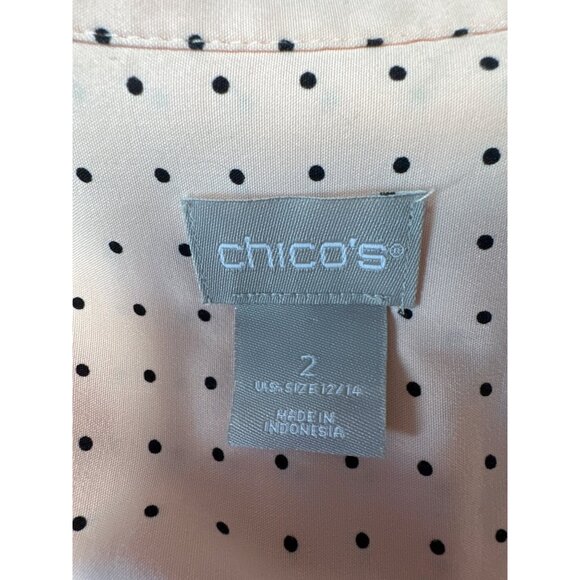 chico's®
2
U.S. SIZE 12/14
MADE IN
INDONESIA